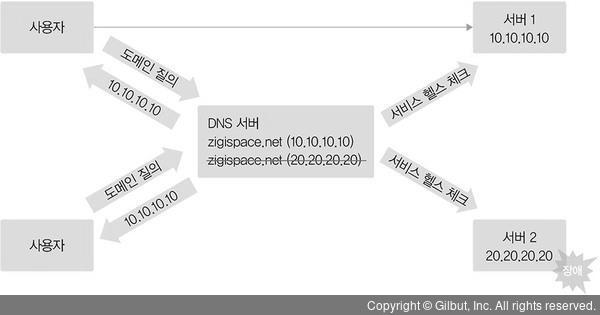 사용자
서버 1
10.10.10.10
도메인 질의
10.10.10.10
서비스 헬스 체크
DNS 서버
zigispace.net (10.10.10.10)
zigispace.net (20.20.20.20)
도메인 질의
10.10.10.10
서비스 헬스 체크
사용자
서버 2
20.20.20.20
장애
Copyright © Gilbut, Inc. All rights reserved.